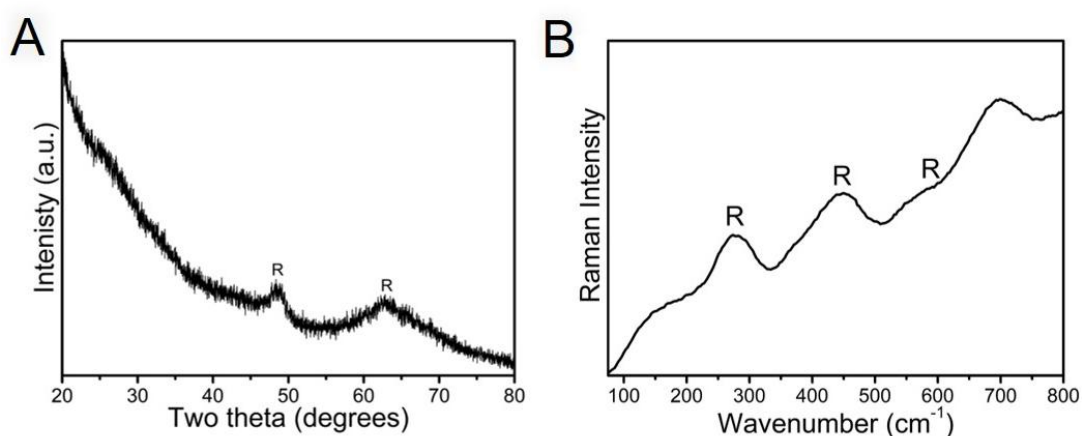 A
Intenisty (a.u.)
R
R
20 30 40 50 60 70 80
Two theta (degrees)
B
Raman Intensity
R
R
R
100 200 300 400 500 600 700 800
Wavenumber (cm⁻¹)